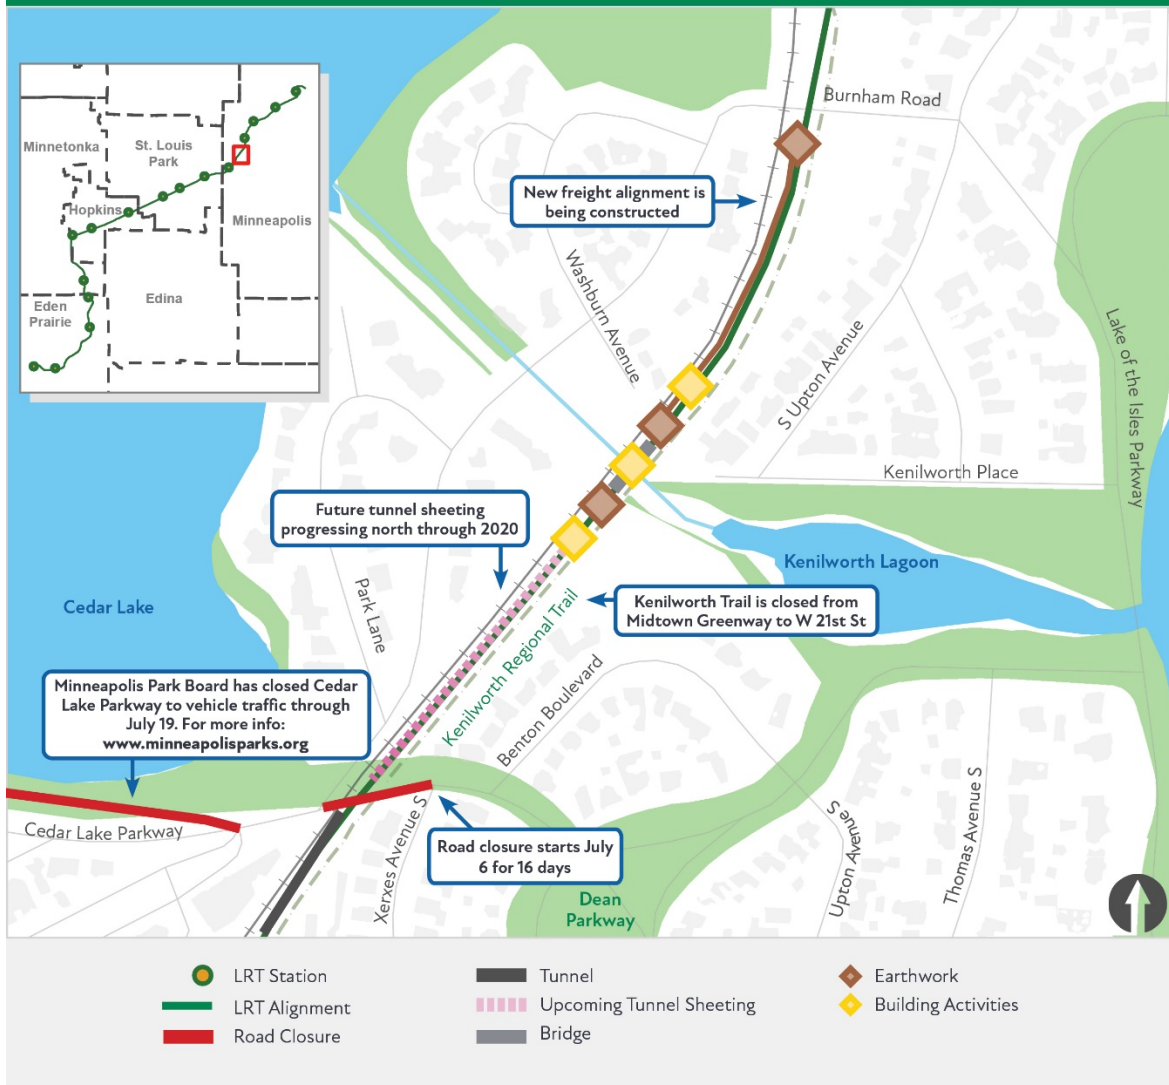 Burnham Road
Minnetonka
St. Louis
Park
Hopkins
Minneapolis
Eden
Prairie
Edina
New freight alignment is
being constructed
Washburn Avenue
S Upton Avenue
Lake of the Isles Parkway
Kenilworth Place
Future tunnel sheeting
progressing north through 2020
Kenilworth Lagoon
Cedar Lake
Park Lane
Kenilworth Regional Trail
Kenilworth Trail is closed from
Midtown Greenway to W 21st St
Minneapolis Park Board has closed Cedar
Lake Parkway to vehicle traffic through
July 19. For more info:
www.minneapolisparks.org
Benton Boulevard
Cedar Lake Parkway
Xerxes Avenue S
Road closure starts July
6 for 16 days
Dean
Parkway
Upton Avenue S
S
Thomas Avenue S
LRT Station
LRT Alignment
Road Closure
Tunnel
Upcoming Tunnel Sheeting
Bridge
Earthwork
Building Activities